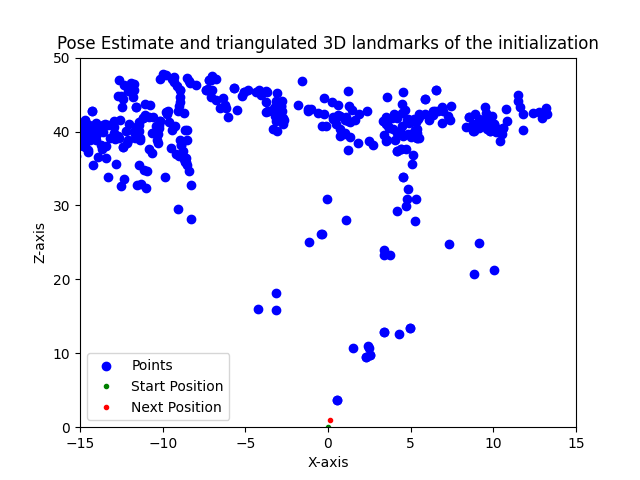 Pose Estimate and triangulated 3D landmarks of the initialization
50
40
30
20
10
0
Z-axis
Points
Start Position
Next Position
−15
−10
−5
0
5
10
15
X-axis